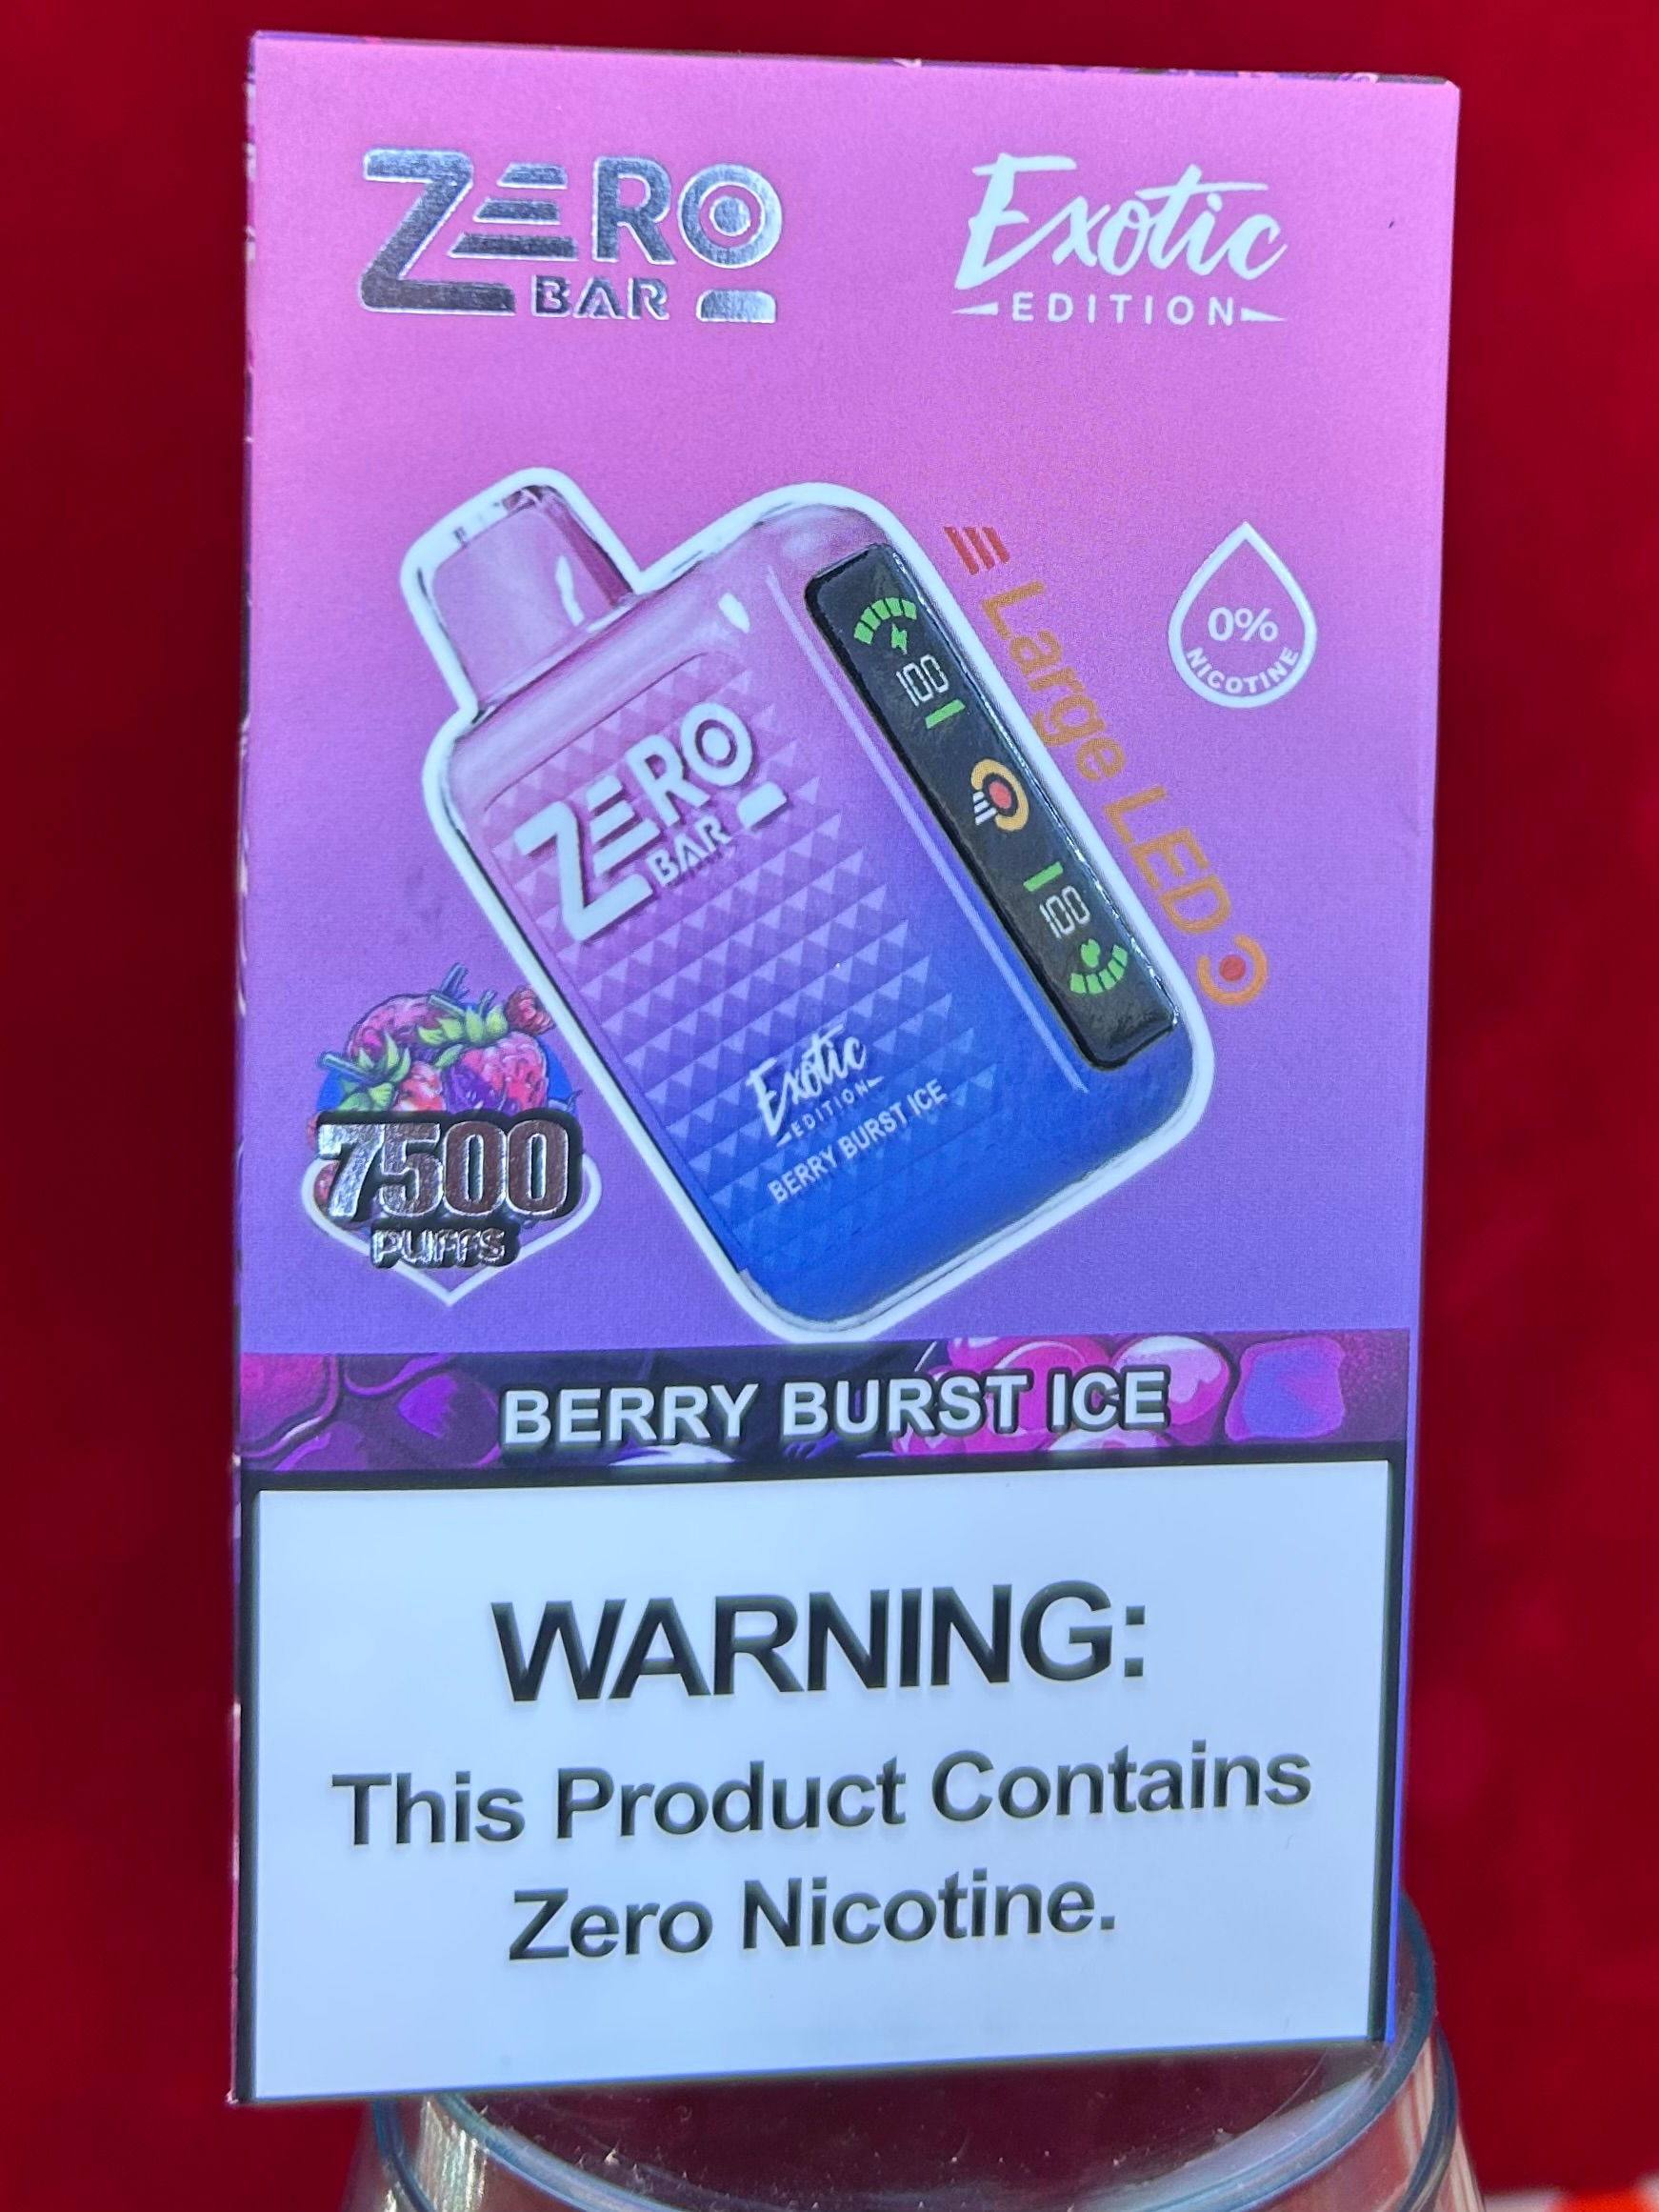 ZERO
BAR
Exotic
EDITION
Large LED
0%
NICOTINE
100
100
ZERO
BAR
Exotic
EDITION
BERRY BURST ICE
7500
PUFFS
BERRY BURST ICE
WARNING:
This Product Contains
Zero Nicotine.